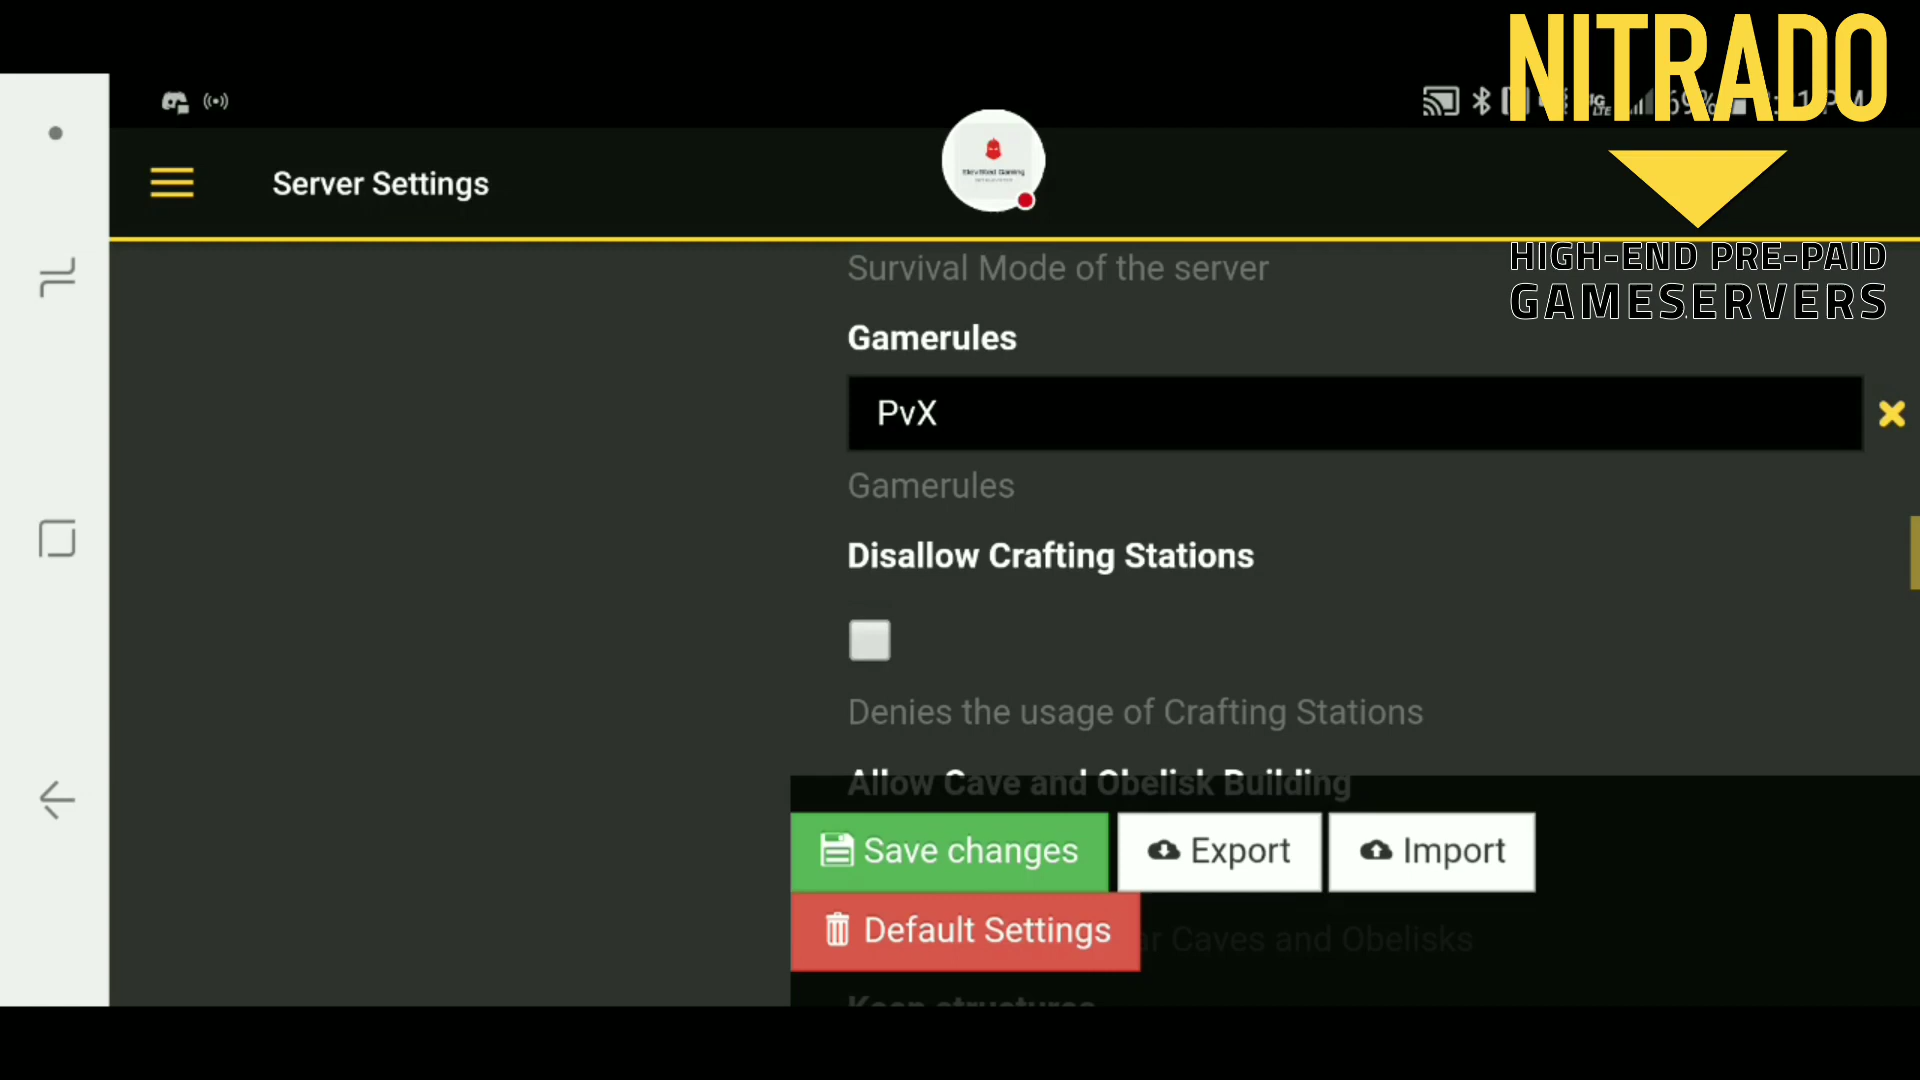 NITRADO
HIGH-END PRE-PAID
GAMESERVERS
Server Settings
Survival Mode of the server
Gamerules
PvX
Gamerules
Disallow Crafting Stations
Denies the usage of Crafting Stations
Allow Cave and Obelisk Building
Save changes
Export
Import
Default Settings
Caves and Obelisks
Keep structures